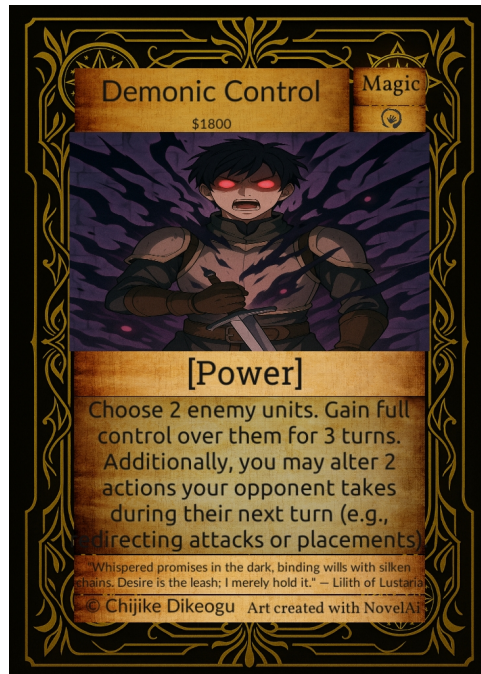 Demonic Control
Magic
$1800
[Power]
Choose 2 enemy units. Gain full
control over them for 3 turns.
Additionally, you may alter 2
actions your opponent takes
during their next turn (e.g.,
directing attacks or placements)
"Whispered promises in the dark, binding wills with silken
chains. Desire is the leash; I merely hold it." — Lilith of Lustaria
© Chijike Dikeogu Art created with NovelAi